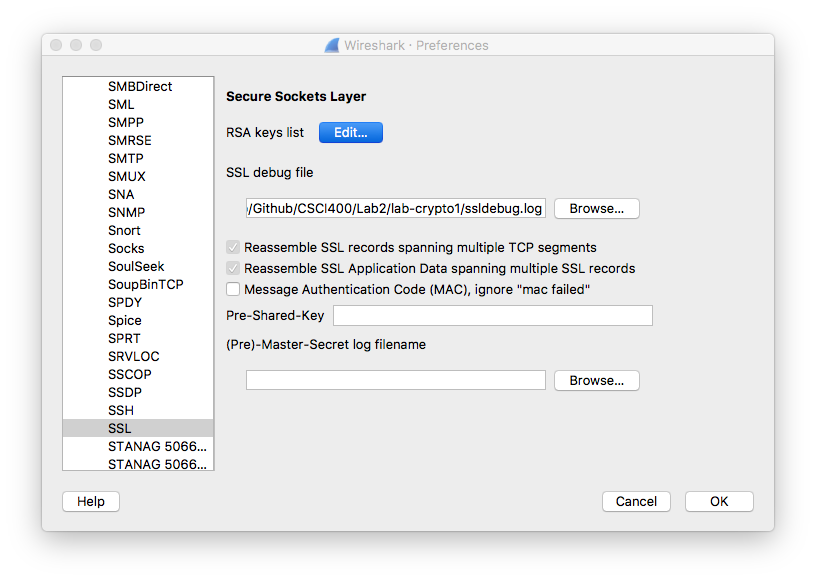 Wireshark · Preferences
SMBDirect
SML
SMPP
SMRSE
SMTP
SMUX
SNA
SNMP
Snort
Socks
SoulSeek
SoupBinTCP
SPDY
Spice
SPRT
SRVLOC
SSCOP
SSDP
SSH
SSL
STANAG 5066...
STANAG 5066...
Secure Sockets Layer
RSA keys list Edit...
SSL debug file
/Github/CSCI400/Lab2/lab-crypto1/ssldebug.log Browse...
Reassemble SSL records spanning multiple TCP segments
Reassemble SSL Application Data spanning multiple SSL records
Message Authentication Code (MAC), ignore "mac failed"
Pre-Shared-Key
(Pre)-Master-Secret log filename
Browse...
Help Cancel OK